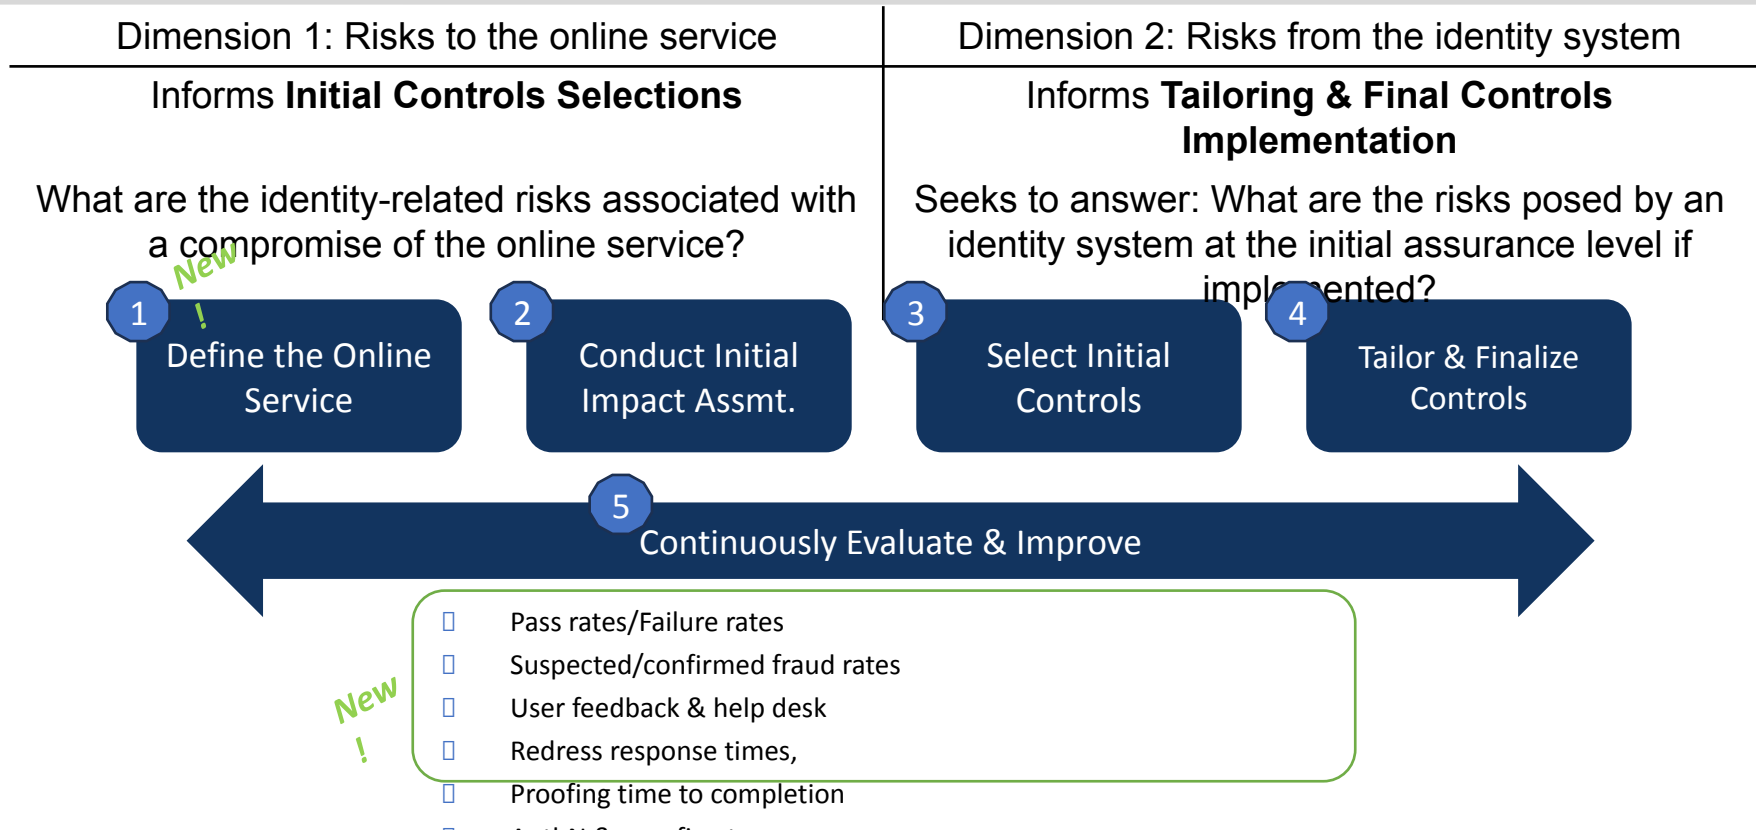 Dimension 1: Risks to the online service
Dimension 2: Risks from the identity system
Informs Initial Controls Selections
Informs Tailoring & Final Controls
Implementation
What are the identity-related risks associated with
a compromise of the online service?
Seeks to answer: What are the risks posed by an
identity system at the initial assurance level if
implemented?
New
!
1
Define the Online
Service
2
Conduct Initial
Impact Assmt.
3
Select Initial
Controls
4
Tailor & Finalize
Controls
5
Continuously Evaluate & Improve
New
!
Pass rates/Failure rates
Suspected/confirmed fraud rates
User feedback & help desk
Redress response times,
Proofing time to completion